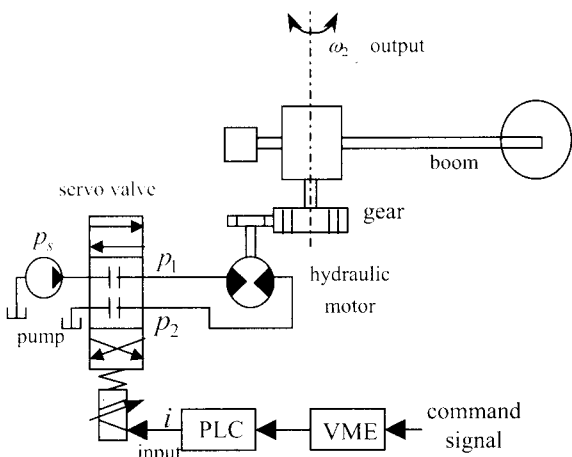 ω₂ output
boom
servo valve
gear
pₛ
p₁
hydraulic
motor
p₂
pump
i
PLC
VME
command
signal
input